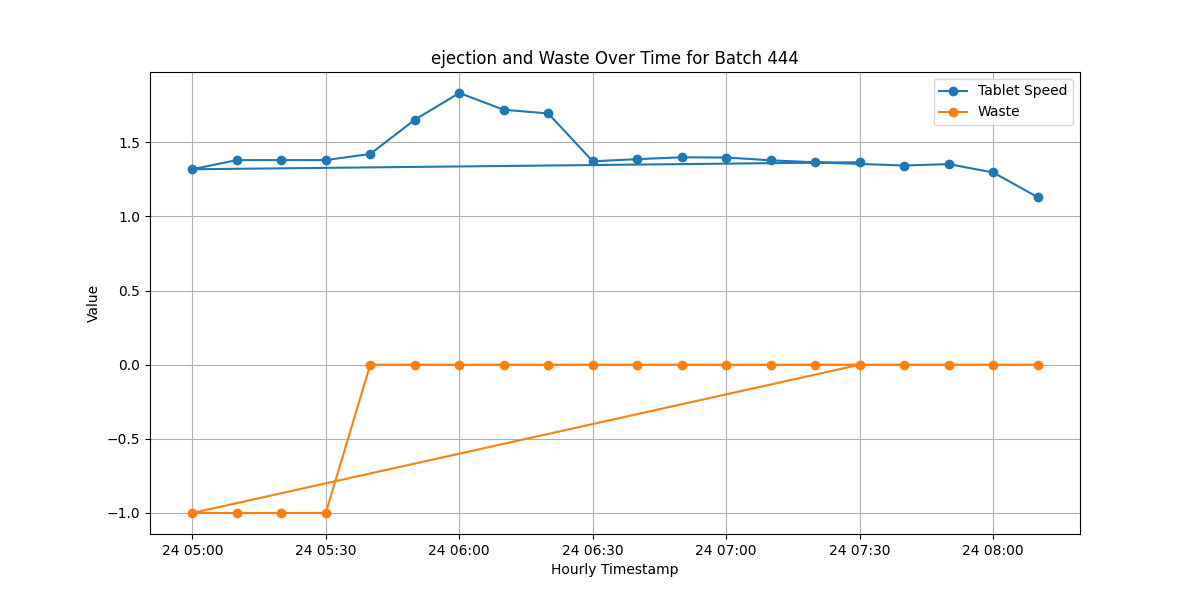 ejection and Waste Over Time for Batch 444
Tablet Speed
Waste
Value
1.5
1.0
0.5
0.0
−0.5
−1.0
24 05:00
24 05:30
24 06:00
24 06:30
24 07:00
24 07:30
24 08:00
Hourly Timestamp